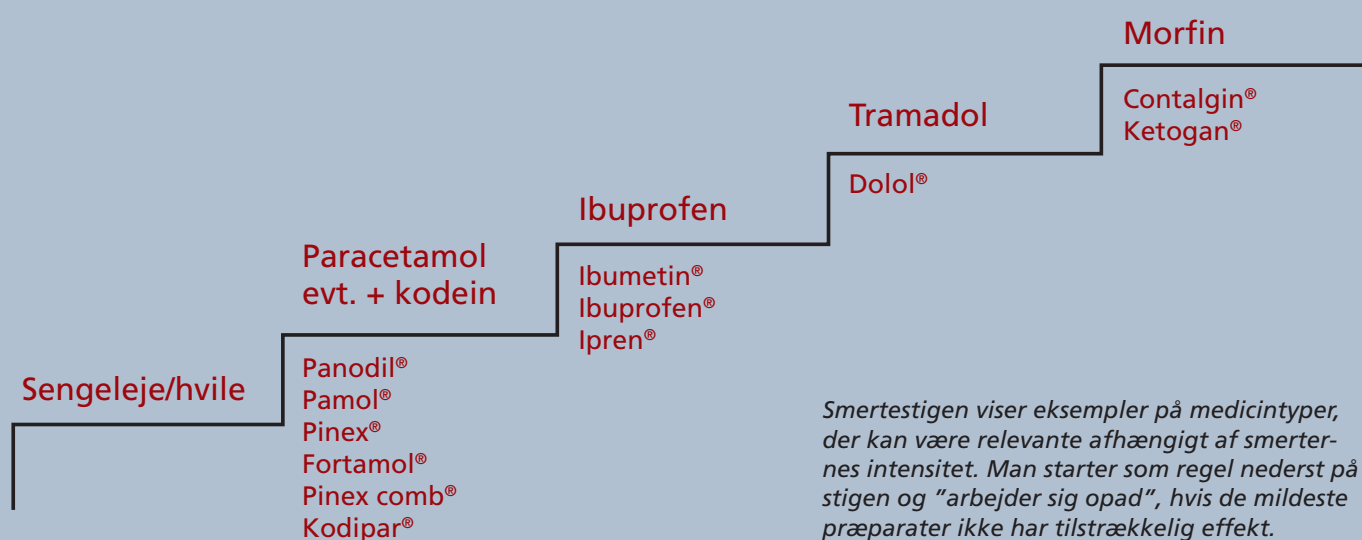 Sengeleje/hvile
Paracetamol
evt. + kodein
Panodil®
Pamol®
Pinex®
Fortamol®
Pinex comb®
Kodipar®
Ibuprofen
Ibumetin®
Ibuprofen®
Ipren®
Tramadol
Dolol®
Morfin
Contalgin®
Ketogan®
Smertestigen viser eksempler på medicintyper,
der kan være relevante afhængigt af smerter-
nes intensitet. Man starter som regel nederst på
stigen og ”arbejder sig opad”, hvis de mildeste
præparater ikke har tilstrækkelig effekt.